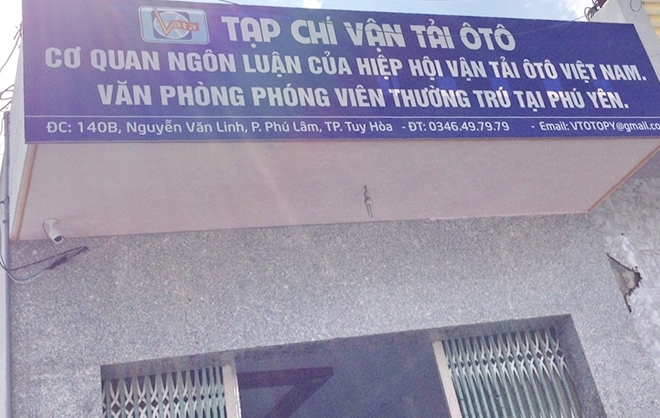 Vata
TẠP CHÍ VẬN TẢI ÔTÔ
CƠ QUAN NGÔN LUẬN CỦA HIỆP HỘI VẬN TẢI ÔTÔ VIỆT NAM.
VĂN PHÒNG PHÓNG VIÊN THƯỜNG TRÚ TẠI PHÚ YÊN.
ĐC: 140B, Nguyễn Văn Linh, P. Phú Lâm, TP. Tuy Hòa - ĐT: 0346.49.79.79 - Email: VTOTOPY@gmail.co